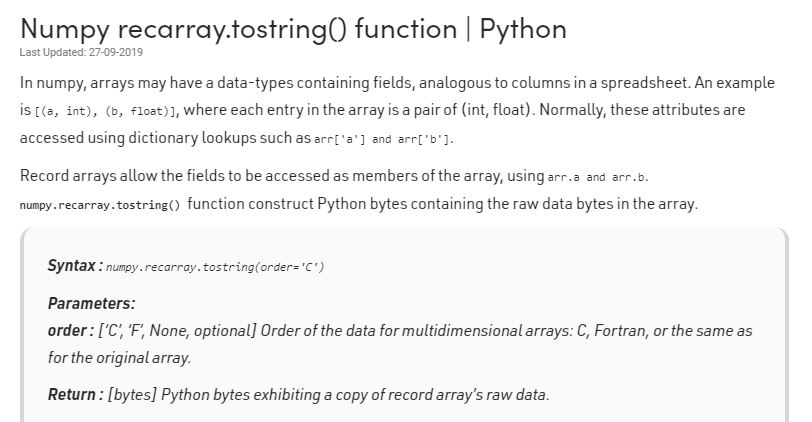 Numpy recarray.tostring() function | Python
Last Updated: 27-09-2019
In numpy, arrays may have a data-types containing fields, analogous to columns in a spreadsheet. An example
is [(a, int), (b, float)], where each entry in the array is a pair of (int, float). Normally, these attributes are
accessed using dictionary lookups such as arr['a'] and arr['b'].
Record arrays allow the fields to be accessed as members of the array, using arr.a and arr.b.
numpy.recarray.tostring() function construct Python bytes containing the raw data bytes in the array.
Syntax : numpy.recarray.tostring(order='C')
Parameters:
order : [‘C’, ‘F’, None, optional] Order of the data for multidimensional arrays: C, Fortran, or the same as
for the original array.
Return : [bytes] Python bytes exhibiting a copy of record array’s raw data.